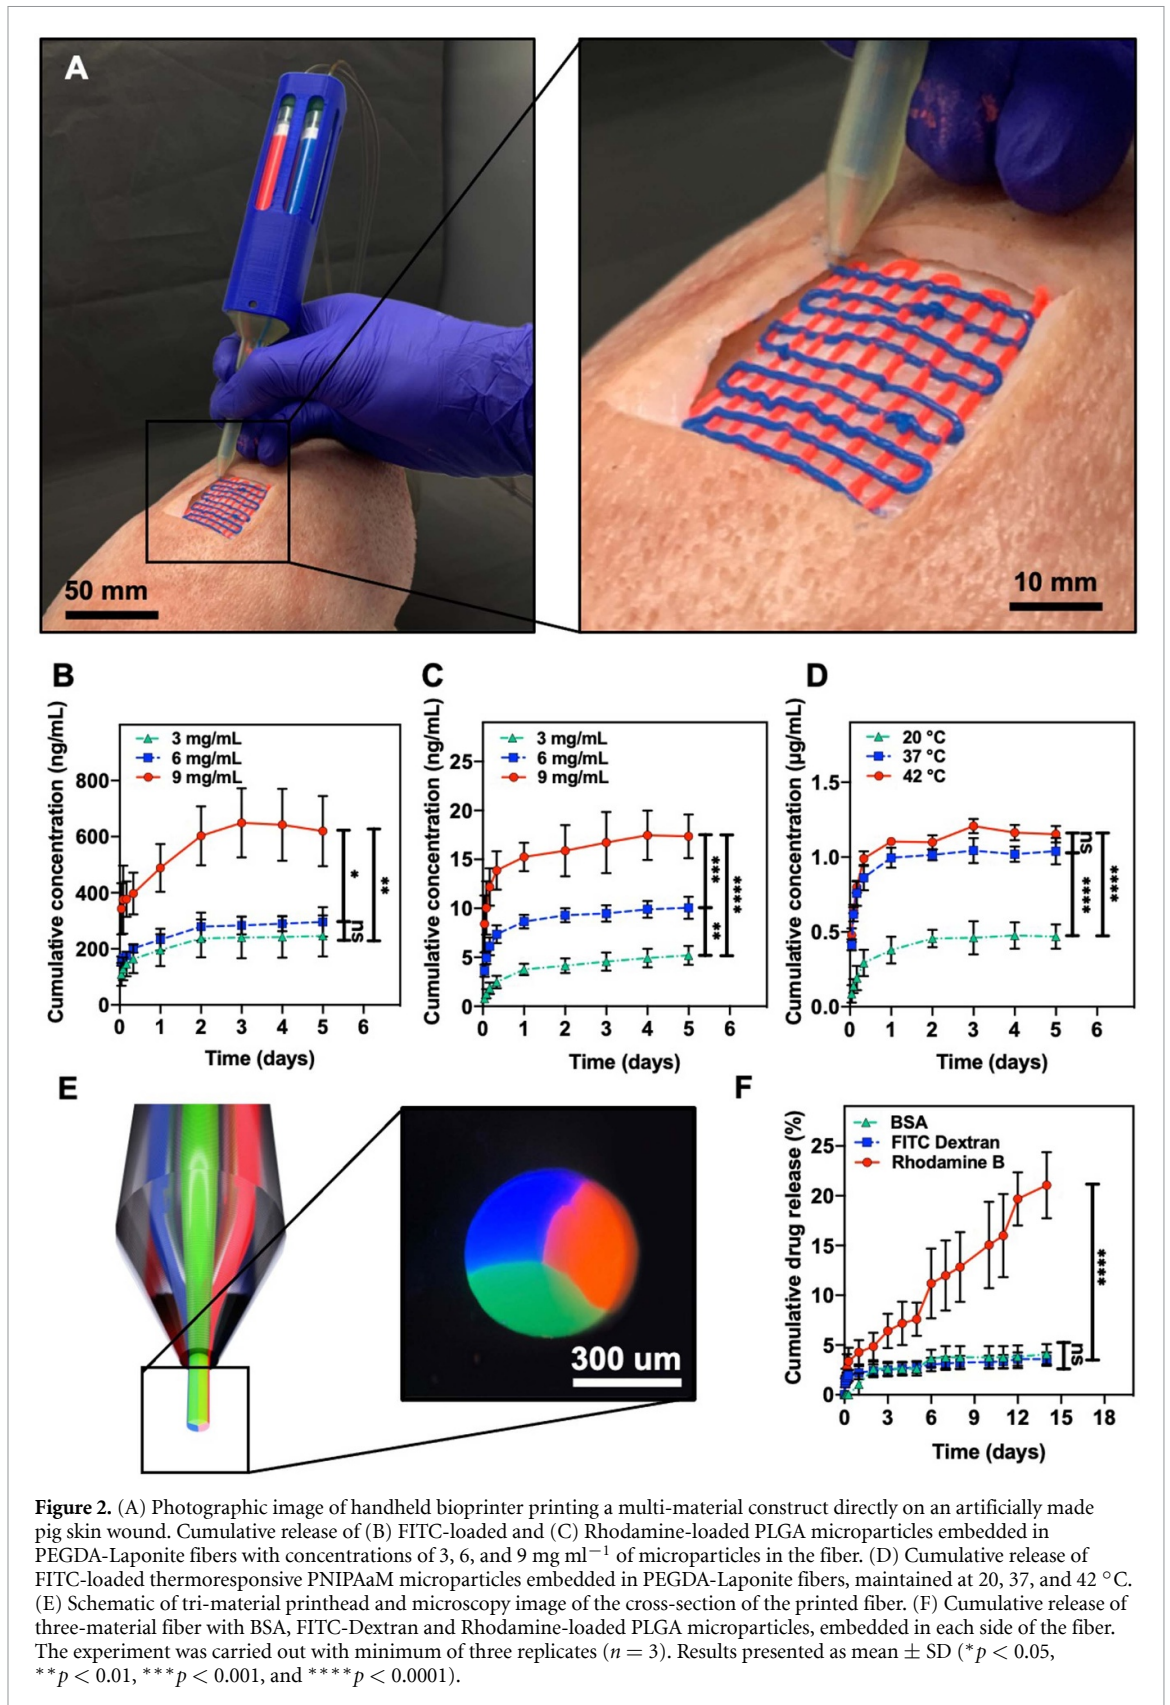 A
50 mm
10 mm
B
Cumulative concentration (ng/mL)
3 mg/mL
6 mg/mL
9 mg/mL
800
600
400
200
0
0 1 2 3 4 5 6
Time (days)
*
ns
**
C
Cumulative concentration (ng/mL)
3 mg/mL
6 mg/mL
9 mg/mL
25
20
15
10
5
0
0 1 2 3 4 5 6
Time (days)
***
**
****
D
Cumulative concentration (µg/mL)
20 °C
37 °C
42 °C
1.5
1.0
0.5
0.0
0 1 2 3 4 5 6
Time (days)
ns
****
****
E
300 um
F
Cumulative drug release (%)
BSA
FITC Dextran
Rhodamine B
25
20
15
10
5
0
0 3 6 9 12 15 18
Time (days)
****
ns
Figure 2. (A) Photographic image of handheld bioprinter printing a multi-material construct directly on an artificially made
pig skin wound. Cumulative release of (B) FITC-loaded and (C) Rhodamine-loaded PLGA microparticles embedded in
PEGDA-Laponite fibers with concentrations of 3, 6, and 9 mg ml−1 of microparticles in the fiber. (D) Cumulative release of
FITC-loaded thermoresponsive PNIPAaM microparticles embedded in PEGDA-Laponite fibers, maintained at 20, 37, and 42 °C.
(E) Schematic of tri-material printhead and microscopy image of the cross-section of the printed fiber. (F) Cumulative release of
three-material fiber with BSA, FITC-Dextran and Rhodamine-loaded PLGA microparticles, embedded in each side of the fiber.
The experiment was carried out with minimum of three replicates (n = 3). Results presented as mean ± SD (*p < 0.05,
**p < 0.01, ***p < 0.001, and ****p < 0.0001).